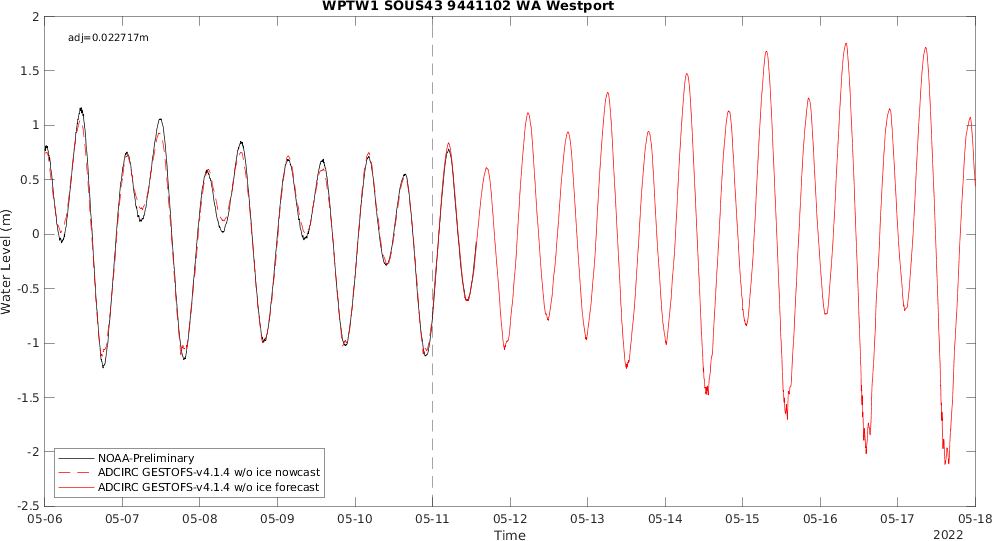 WPTW1 SOUS43 9441102 WA Westport
adj=0.022717m
Water Level (m)
2
1.5
1
0.5
0
-0.5
-1
-1.5
-2
-2.5
NOAA-Preliminary
ADCIRC GESTOFS-v4.1.4 w/o ice nowcast
ADCIRC GESTOFS-v4.1.4 w/o ice forecast
05-06 05-07 05-08 05-09 05-10 05-11 05-12 05-13 05-14 05-15 05-16 05-17 05-18
Time
2022